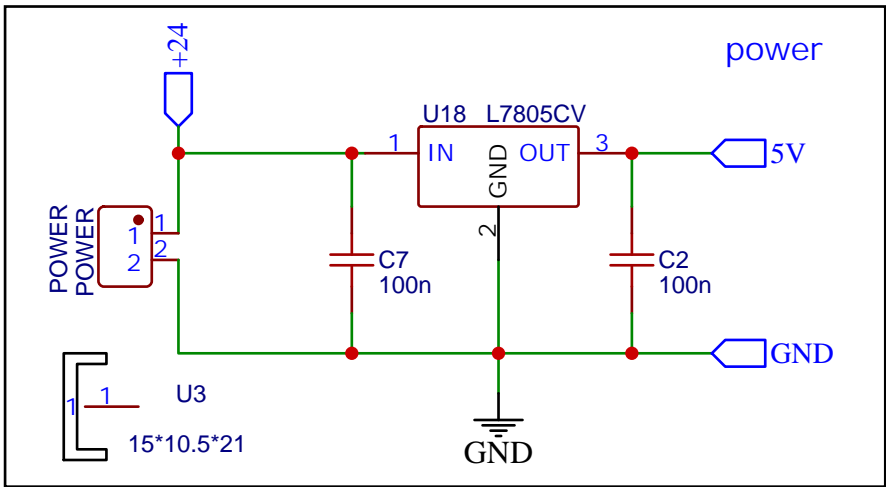 +24
power
U18 L7805CV
1
IN
GND
OUT
3
5V
2
POWER
POWER
1
1
2
2
C7
100n
C2
100n
GND
GND
1
1
U3
15*10.5*21